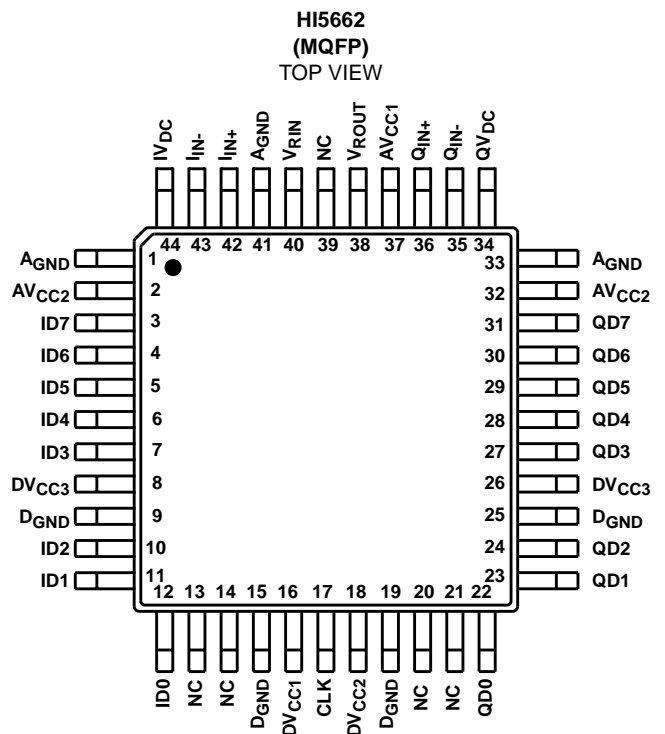 HI5662
(MQFP)
TOP VIEW
IVDC
IIN-
IIN+
AGND
VRIN
NC
VROUT
AVCC1
QIN+
QIN-
QVDC
44 43 42 41 40 39 38 37 36 35 34
AGND 1 33 AGND
AVCC2 2 32 AVCC2
ID7 3 31 QD7
ID6 4 30 QD6
ID5 5 29 QD5
ID4 6 28 QD4
ID3 7 27 QD3
DVCC3 8 26 DVCC3
DGND 9 25 DGND
ID2 10 24 QD2
ID1 11 23 QD1
12 13 14 15 16 17 18 19 20 21 22
ID0
NC
NC
DGND
DVCC1
CLK
DVCC2
DGND
NC
NC
QD0